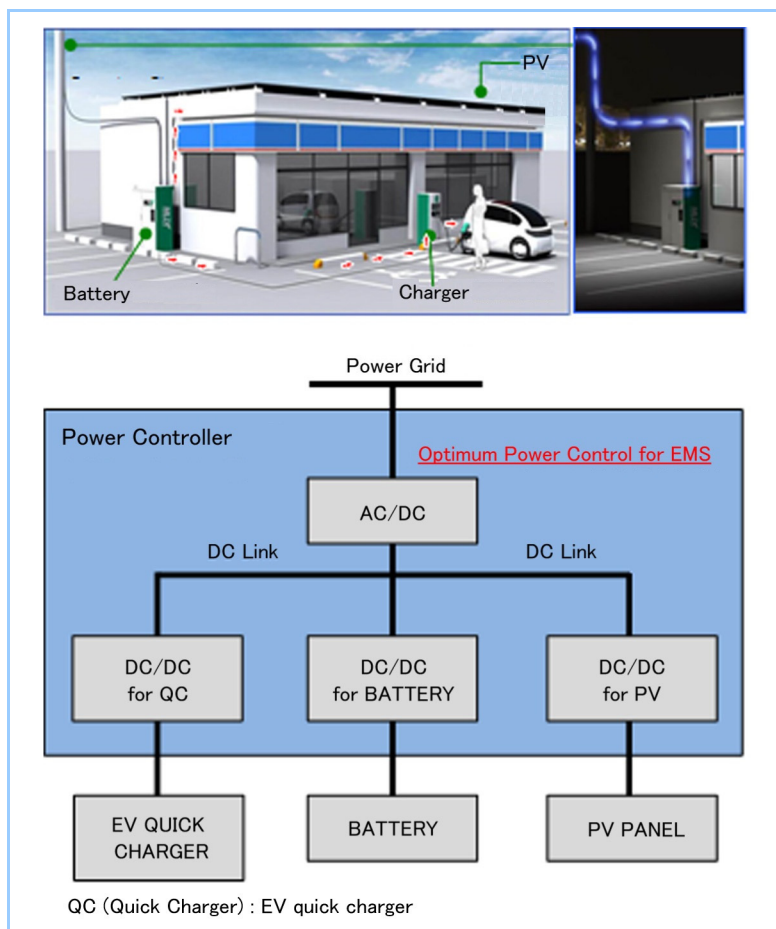 PV
Battery
Charger
Power Grid
Power Controller
Optimum Power Control for EMS
AC/DC
DC Link
DC Link
DC/DC
for QC
DC/DC
for BATTERY
DC/DC
for PV
EV QUICK
CHARGER
BATTERY
PV PANEL
QC (Quick Charger) : EV quick charger